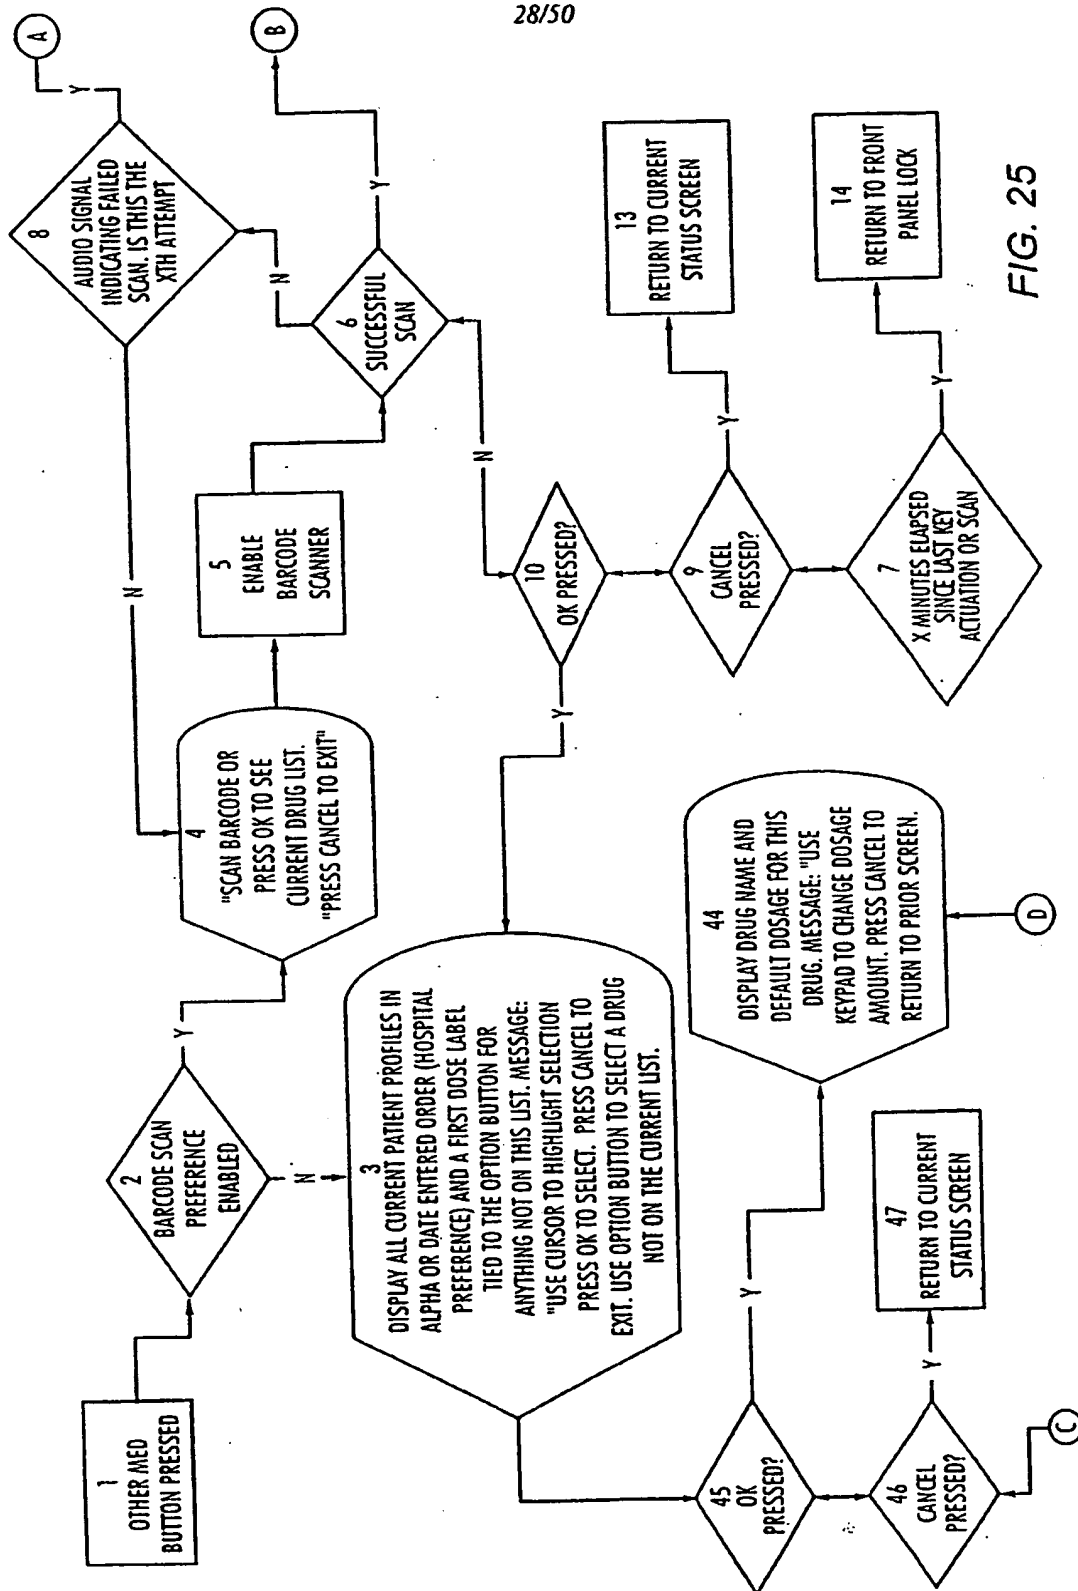 28/50
1
OTHER MED
BUTTON PRESSED
2
BARCODE SCAN
PREFERENCE
ENABLED
Y
N
4
"SCAN BARCODE OR
PRESS OK TO SEE
CURRENT DRUG LIST.
"PRESS CANCEL TO EXIT"
5
ENABLE
BARCODE
SCANNER
6
SUCCESSFUL
SCAN
N
Y
B
8
AUDIO SIGNAL
INDICATING FAILED
SCAN. IS THIS THE
XTH ATTEMPT
N
Y
A
3
DISPLAY ALL CURRENT PATIENT PROFILES IN
ALPHA OR DATE ENTERED ORDER (HOSPITAL
PREFERENCE) AND A FIRST DOSE LABEL
TIED TO THE OPTION BUTTON FOR
ANYTHING NOT ON THIS LIST. MESSAGE:
"USE CURSOR TO HIGHLIGHT SELECTION
PRESS OK TO SELECT. PRESS CANCEL TO
EXIT. USE OPTION BUTTON TO SELECT A DRUG
NOT ON THE CURRENT LIST.
N
10
OK PRESSED?
Y
9
CANCEL
PRESSED?
Y
13
RETURN TO CURRENT
STATUS SCREEN
7
X MINUTES ELAPSED
SINCE LAST KEY
ACTUATION OR SCAN
Y
14
RETURN TO FRONT
PANEL LOCK
45
OK
PRESSED?
Y
44
DISPLAY DRUG NAME AND
DEFAULT DOSAGE FOR THIS
DRUG. MESSAGE: "USE
KEYPAD TO CHANGE DOSAGE
AMOUNT. PRESS CANCEL TO
RETURN TO PRIOR SCREEN.
D
46
CANCEL
PRESSED?
Y
47
RETURN TO CURRENT
STATUS SCREEN
C
FIG. 25